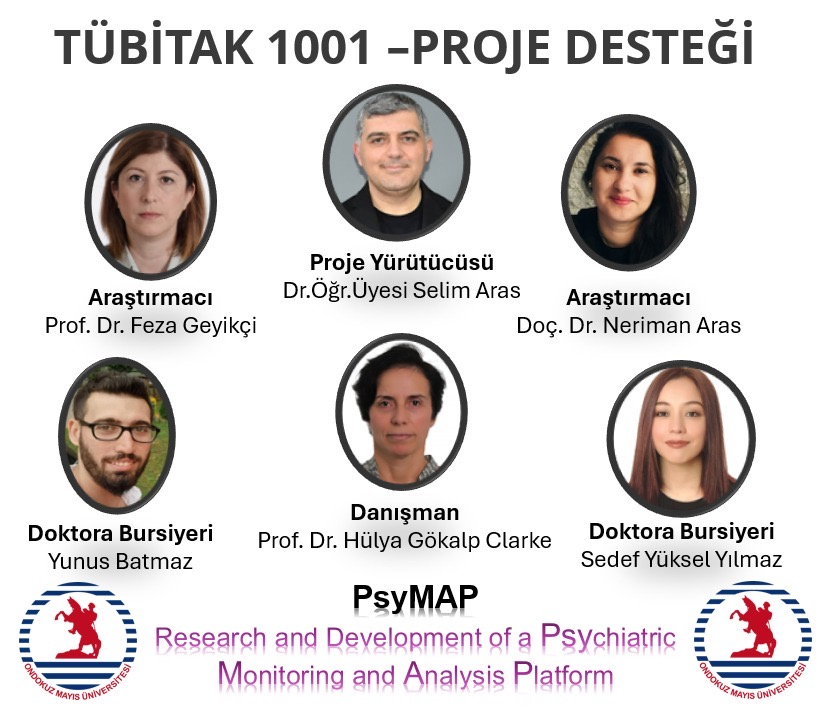 TÜBİTAK 1001 –PROJE DESTEĞİ
Proje Yürütücüsü
Dr.Öğr.Üyesi Selim Aras
Araştırmacı
Prof. Dr. Feza Geyikçi
Araştırmacı
Doç. Dr. Neriman Aras
Doktora Bursiyeri
Yunus Batmaz
Danışman
Prof. Dr. Hülya Gökalp Clarke
Doktora Bursiyeri
Sedef Yüksel Yılmaz
PsyMAP
Research and Development of a Psychiatric
Monitoring and Analysis Platform
ONDOKUZ MAYIS ÜNİVERSİTESİ
ONDOKUZ MAYIS ÜNİVERSİTESİ